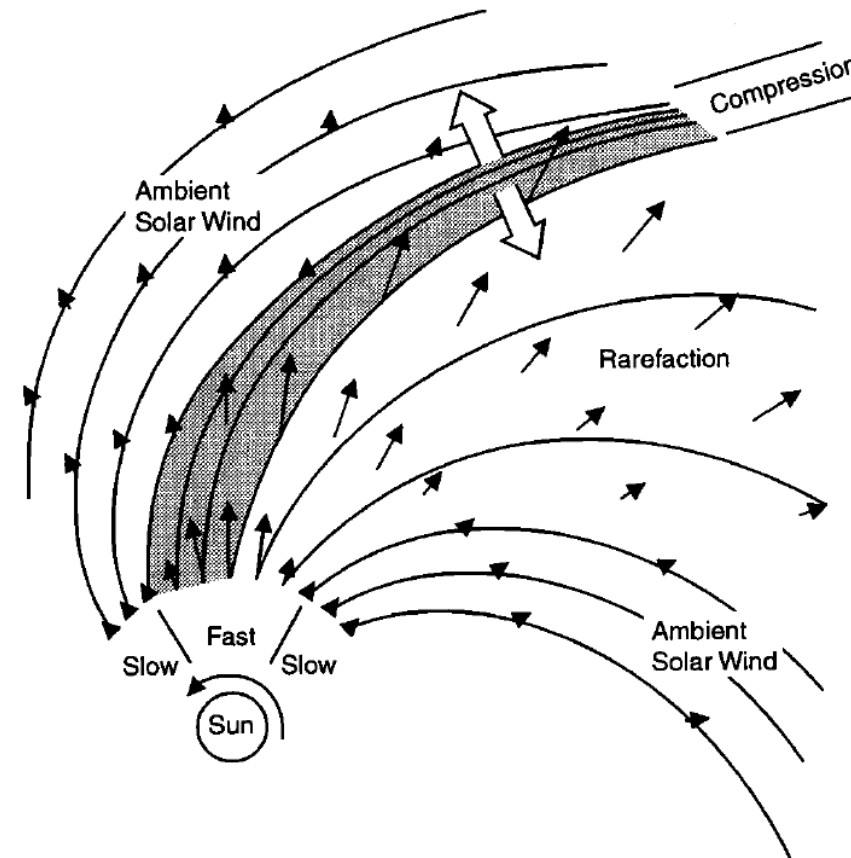 Compression
Ambient
Solar Wind
Rarefaction
Fast
Slow
Slow
Ambient
Solar Wind
Sun